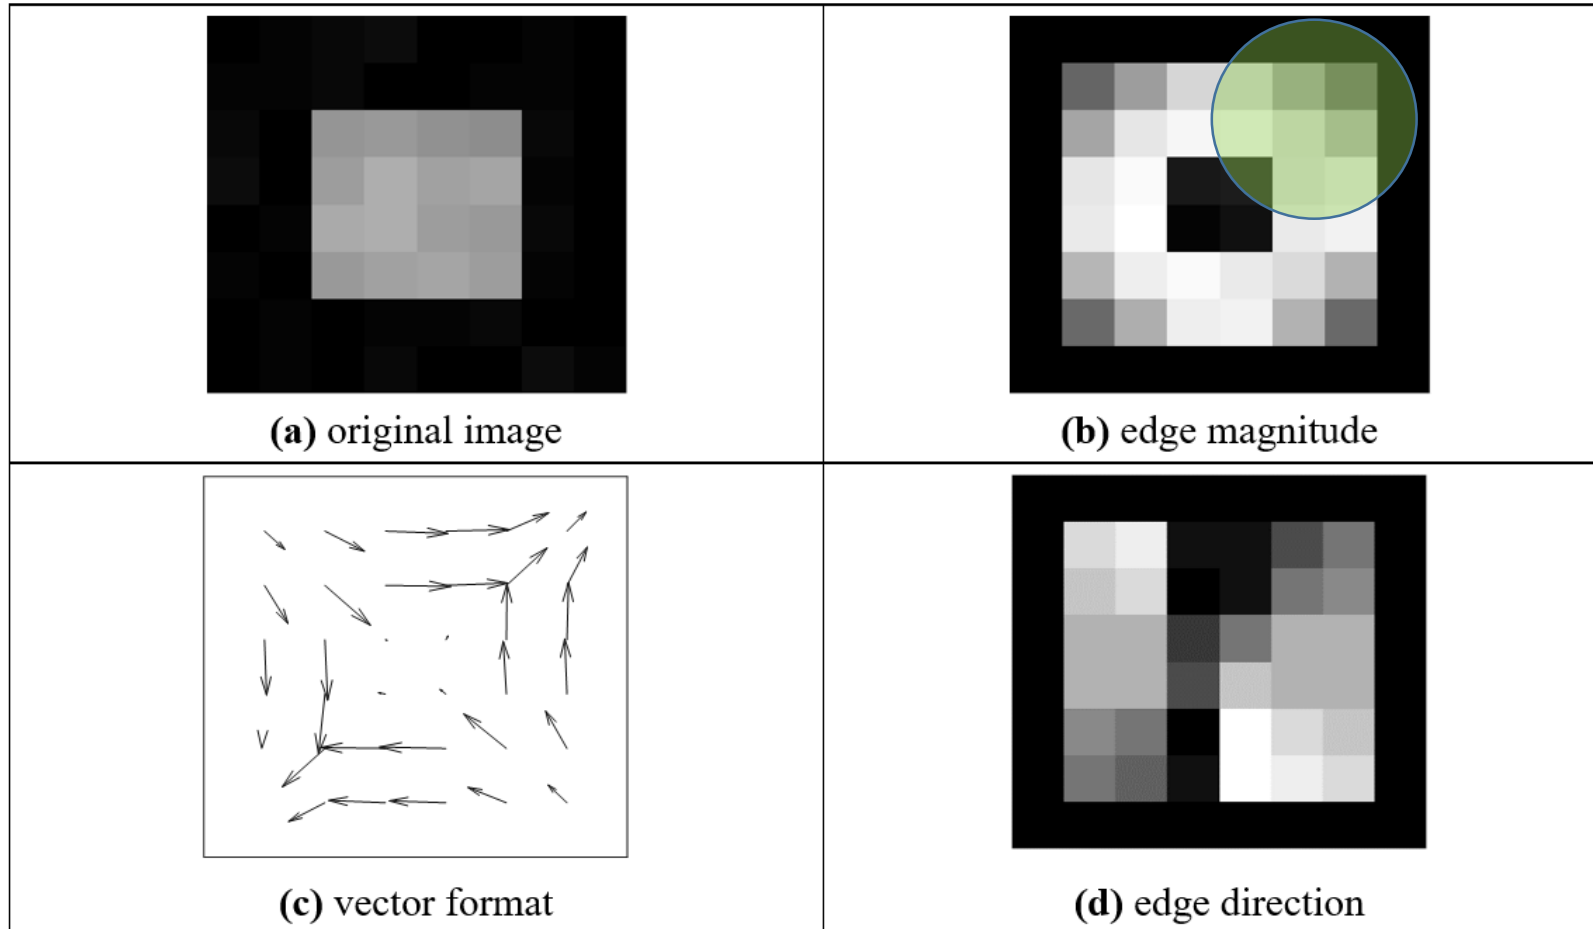 (a) original image
(b) edge magnitude
(c) vector format
(d) edge direction